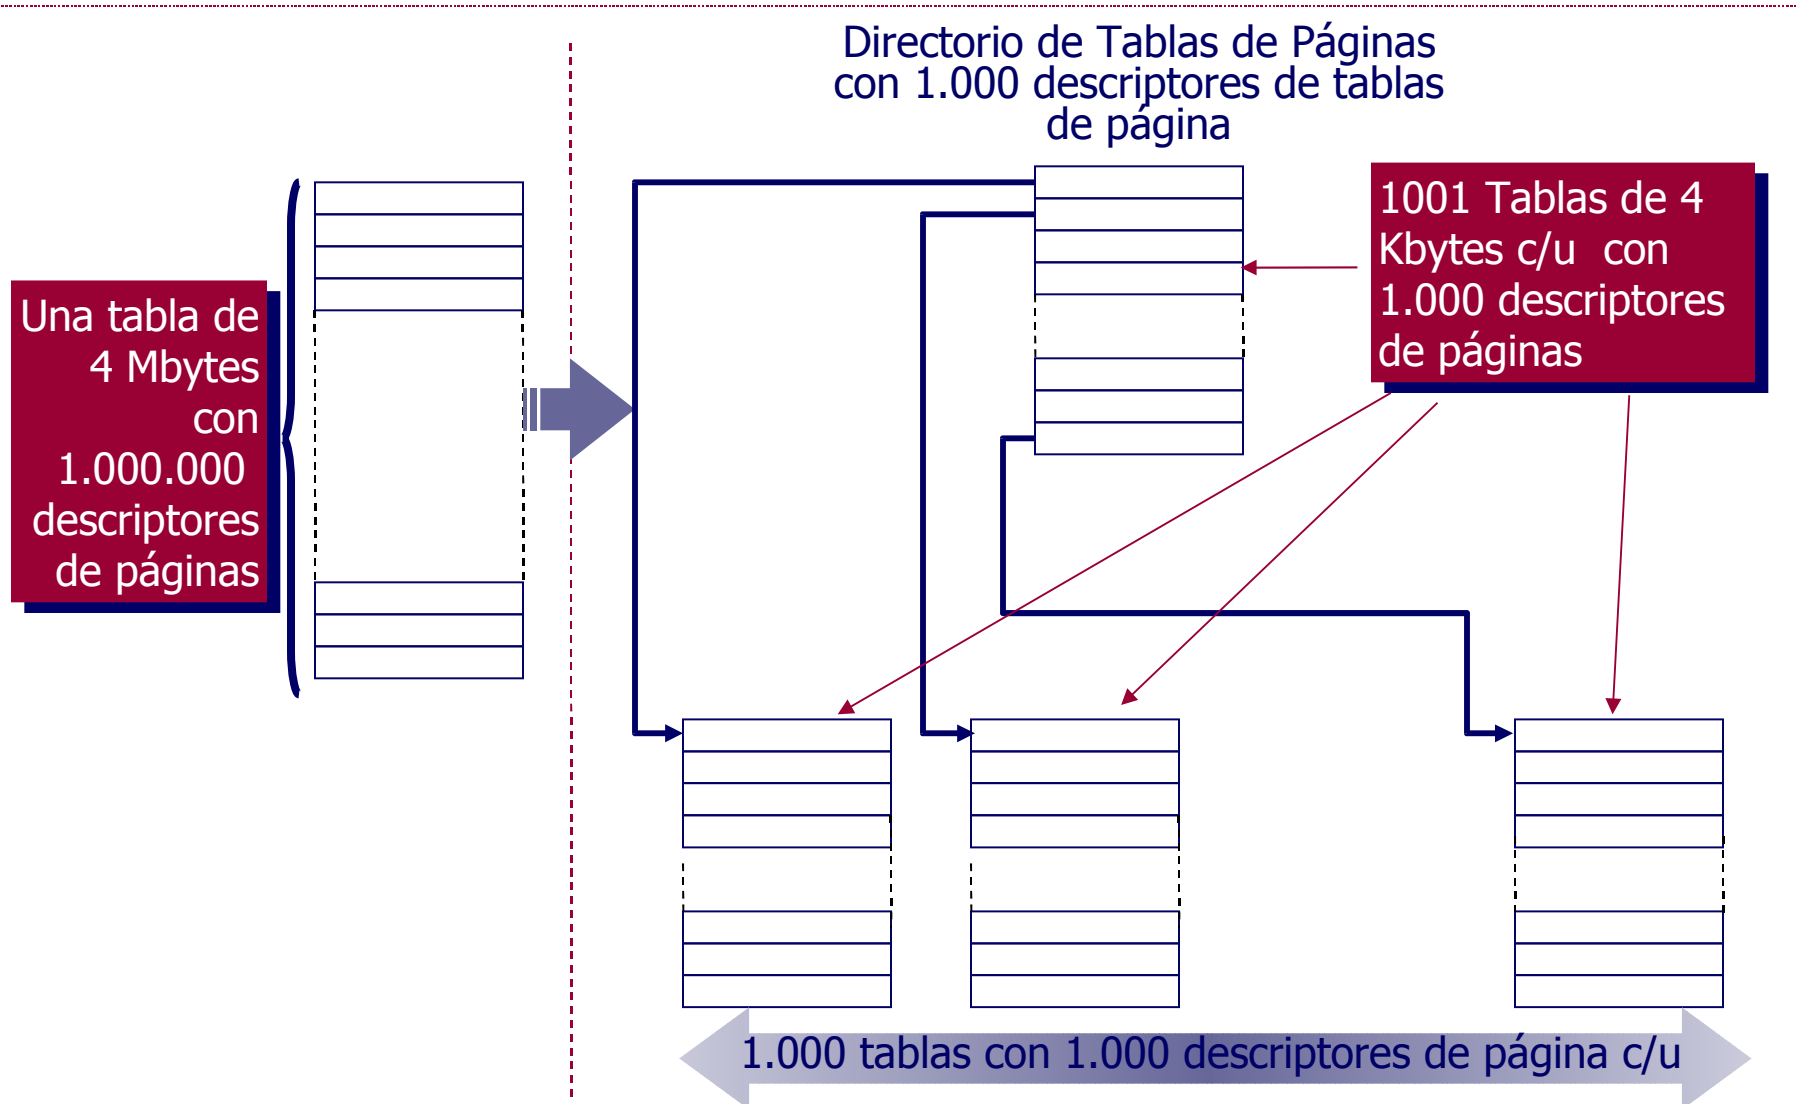 Directorio de Tablas de Páginas
con 1.000 descriptores de tablas
de página
1001 Tablas de 4
Kbytes c/u con
1.000 descriptores
de páginas
Una tabla de
4 Mbytes
con
1.000.000
descriptores
de páginas
1.000 tablas con 1.000 descriptores de página c/u